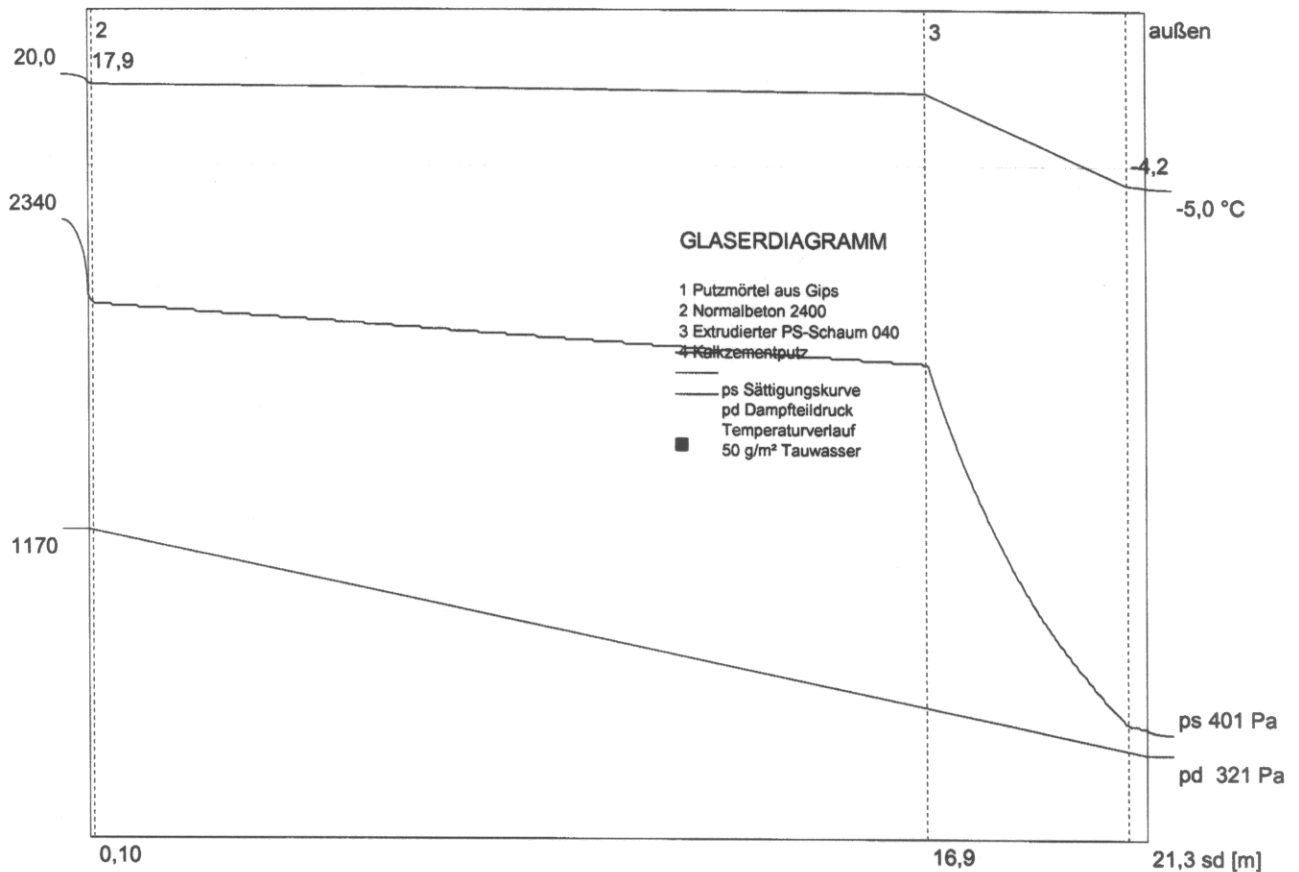 2
3
außen
17,9
20,0
-4,2
-5,0 °C
2340
GLASERDIAGRAMM
1 Putzmörtel aus Gips
2 Normalbeton 2400
3 Extrudierter PS-Schaum 040
4 Kalkzementputz
ps Sättigungskurve
pd Dampfteildruck
Temperaturverlauf
50 g/m² Tauwasser
1170
ps 401 Pa
pd 321 Pa
0,10
16,9
21,3 sd [m]